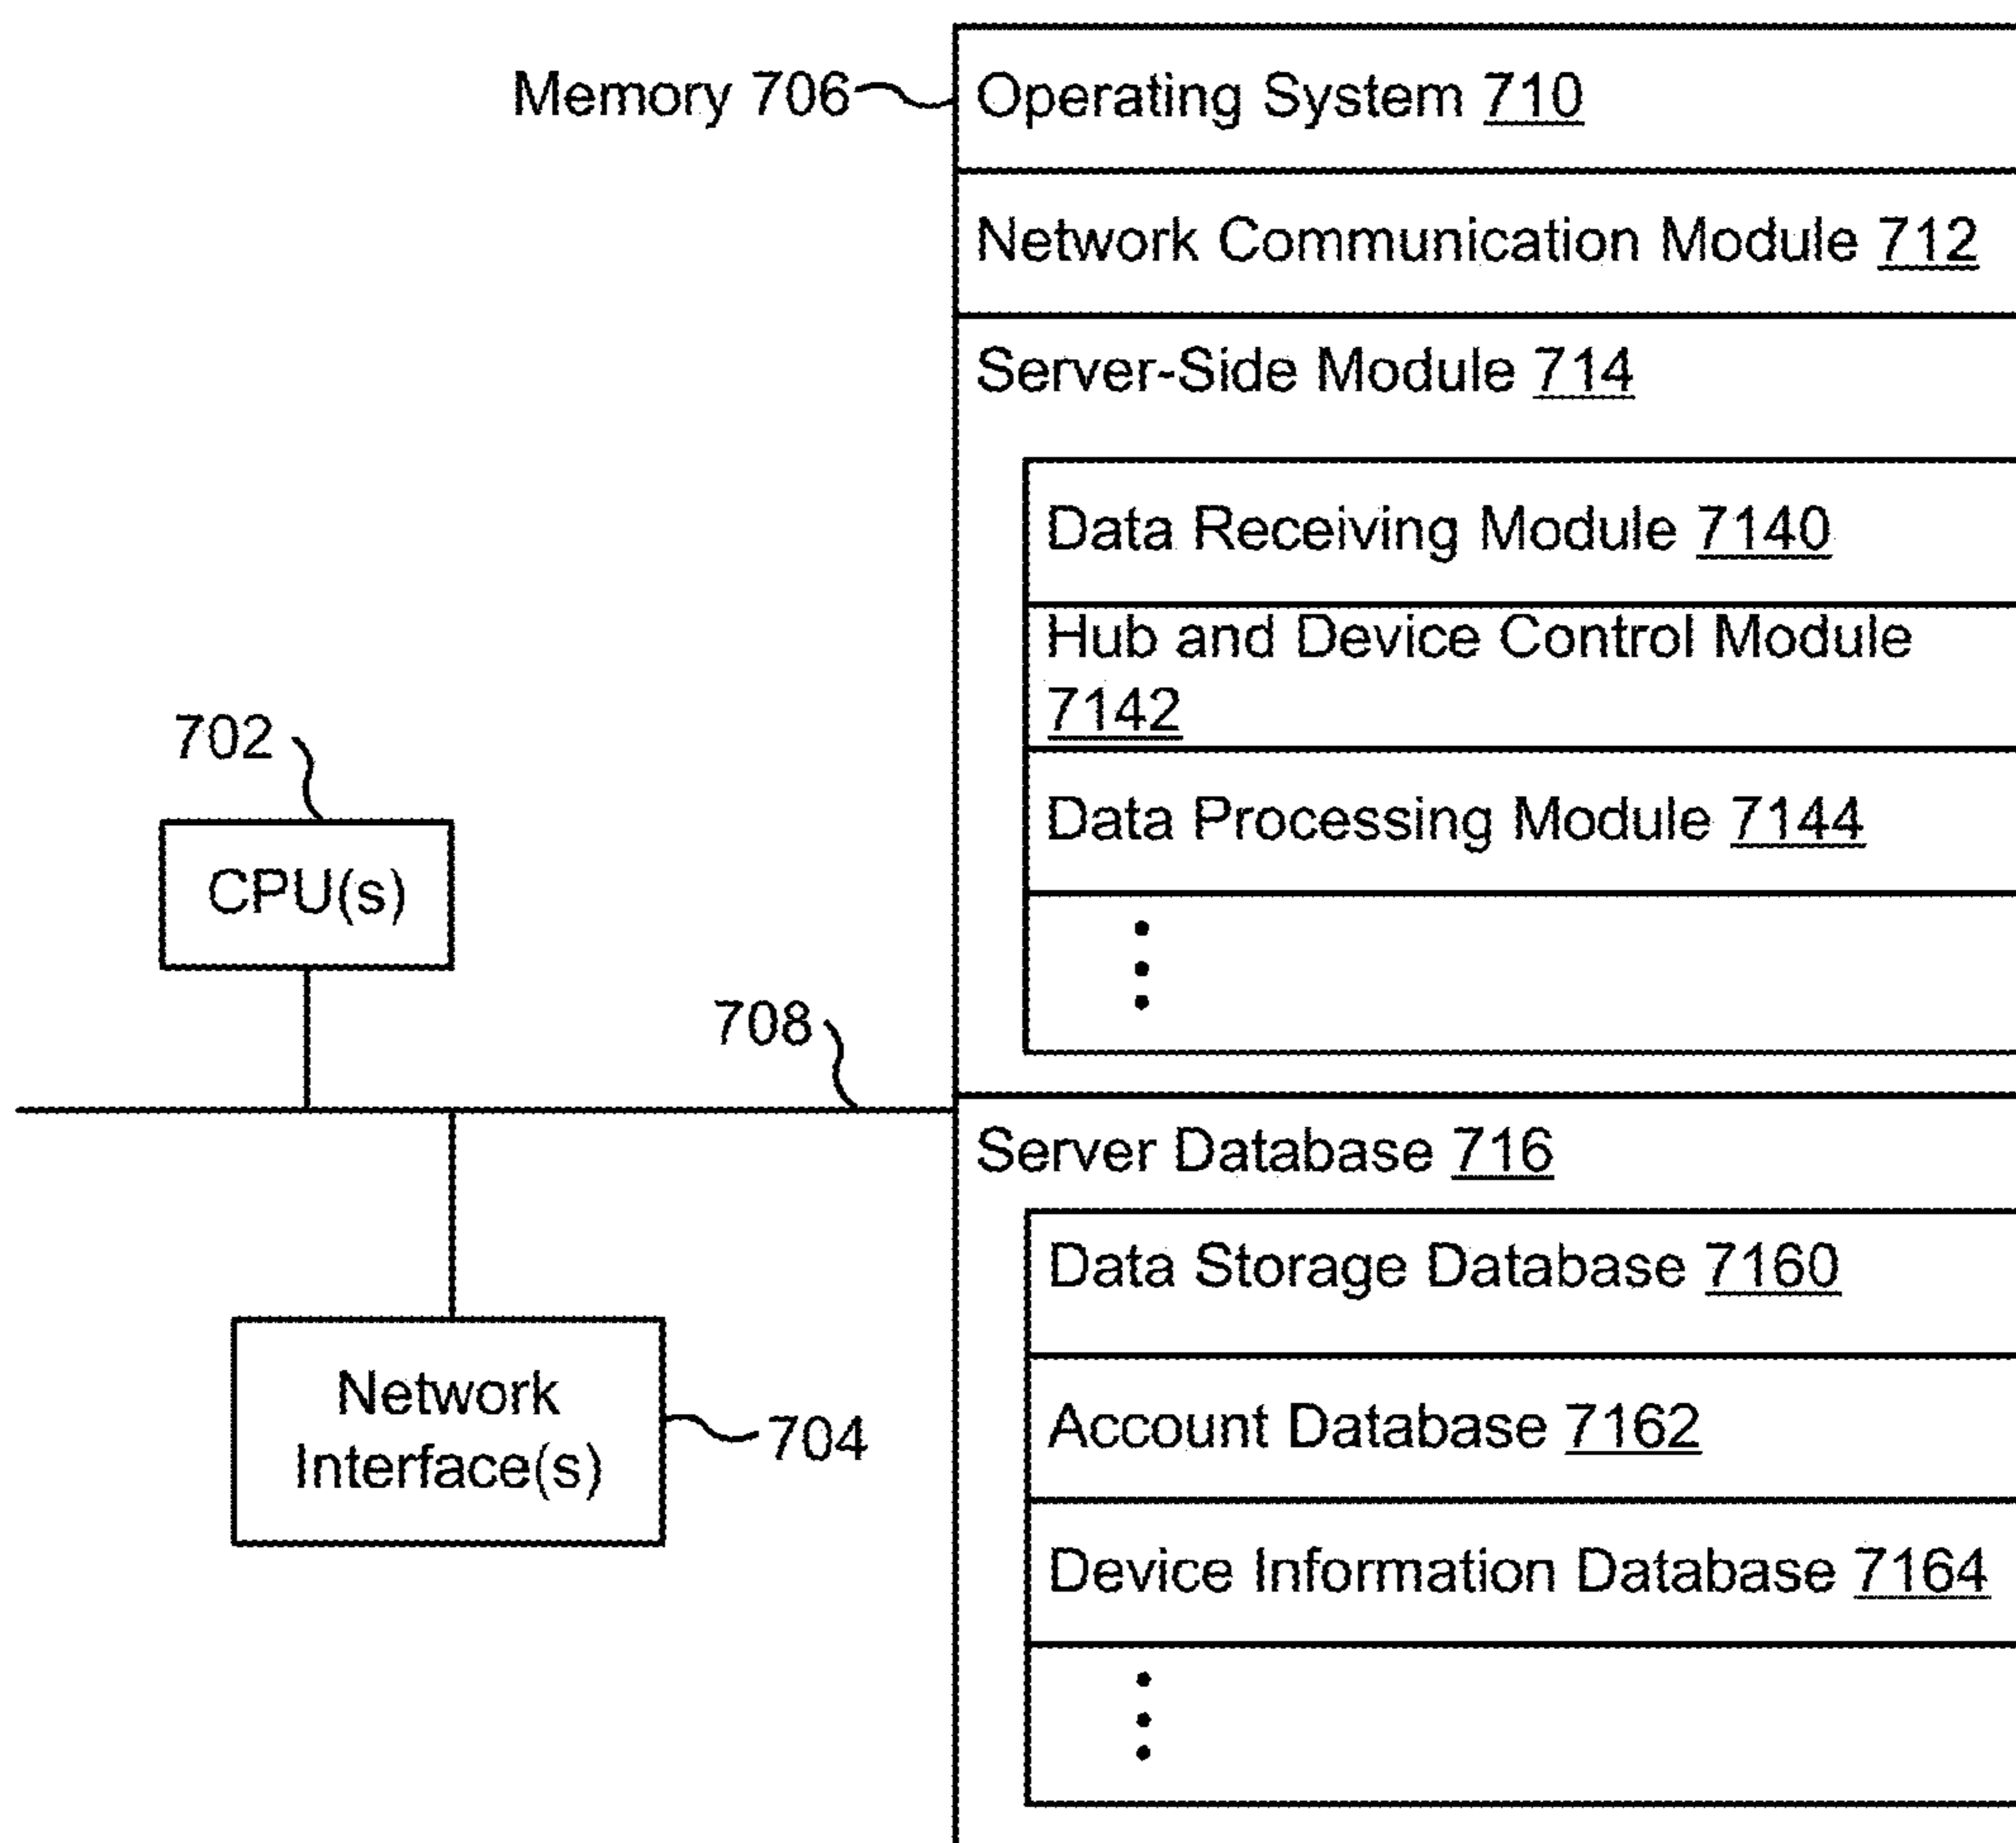 Memory 706
Operating System 710
Network Communication Module 712
Server-Side Module 714
Data Receiving Module 7140
Hub and Device Control Module
7142
Data Processing Module 7144
702
CPU(s)
708
Network
Interface(s)
704
Server Database 716
Data Storage Database 7160
Account Database 7162
Device Information Database 7164